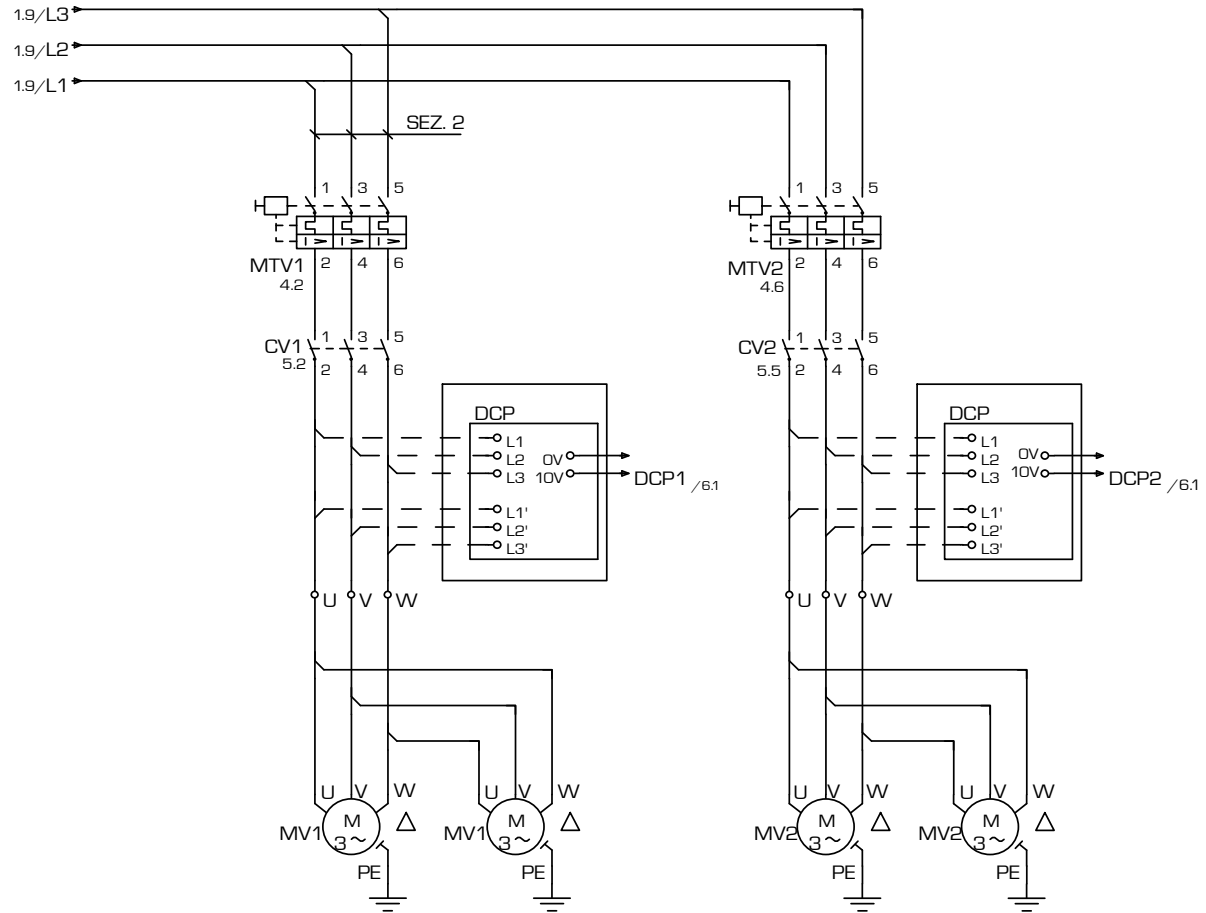 1.9/L3
1.9/L2
1.9/L1
SEZ. 2
1 3 5
I> I> I>
MTV1
4.2
2 4 6
1 3 5
I> I> I>
MTV2
4.6
2 4 6
CV1
5.2
1 3 5
2 4 6
CV2
5.5
1 3 5
2 4 6
DCP
L1
L2 0V
L3 10V
DCP1 /6.1
L1'
L2'
L3'
DCP
L1
L2 0V
L3 10V
DCP2 /6.1
L1'
L2'
L3'
U V W
U V W
U V W
MV1
M
3~
PE
U V W
MV1
M
3~
PE
U V W
MV2
M
3~
PE
U V W
MV2
M
3~
PE